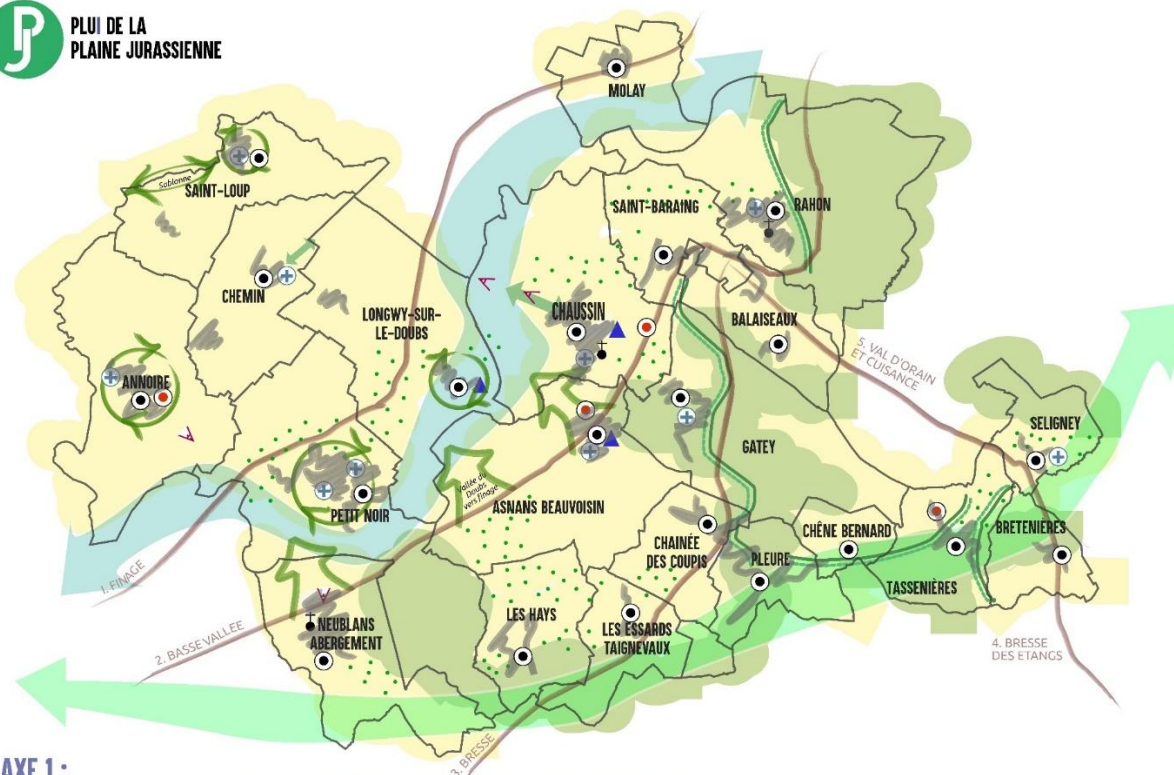 PJ
PLUI DE LA
PLAINE JURASSIENNE
MOLAY
Sablonne
SAINT-LOUP
SAINT-BARAING
RAHON
CHEMIN
LONGWY-SUR-
LE-DOUBS
CHAUSSIN
BALAISEAUX
5. VAL D'ORAIN
ET CUISANCE
ANNOIRE
SELIGNEY
GATEY
Vallée du
Doubs
vers finage
PETIT NOIR
ASNANS BEAUVOISIN
CHAINÉE
DES COUPIS
CHÊNE BERNARD
BRETENIÈRES
PLEURE
TASSENIÈRES
1. FINAGE
2. BASSE VALLEE
NEUBLANS
ABERGEMENT
LES HAYS
LES ESSARDS
TAIGNEVAUX
4. BRESSE
DES ETANGS
3. BRESSE
AXE 1 :